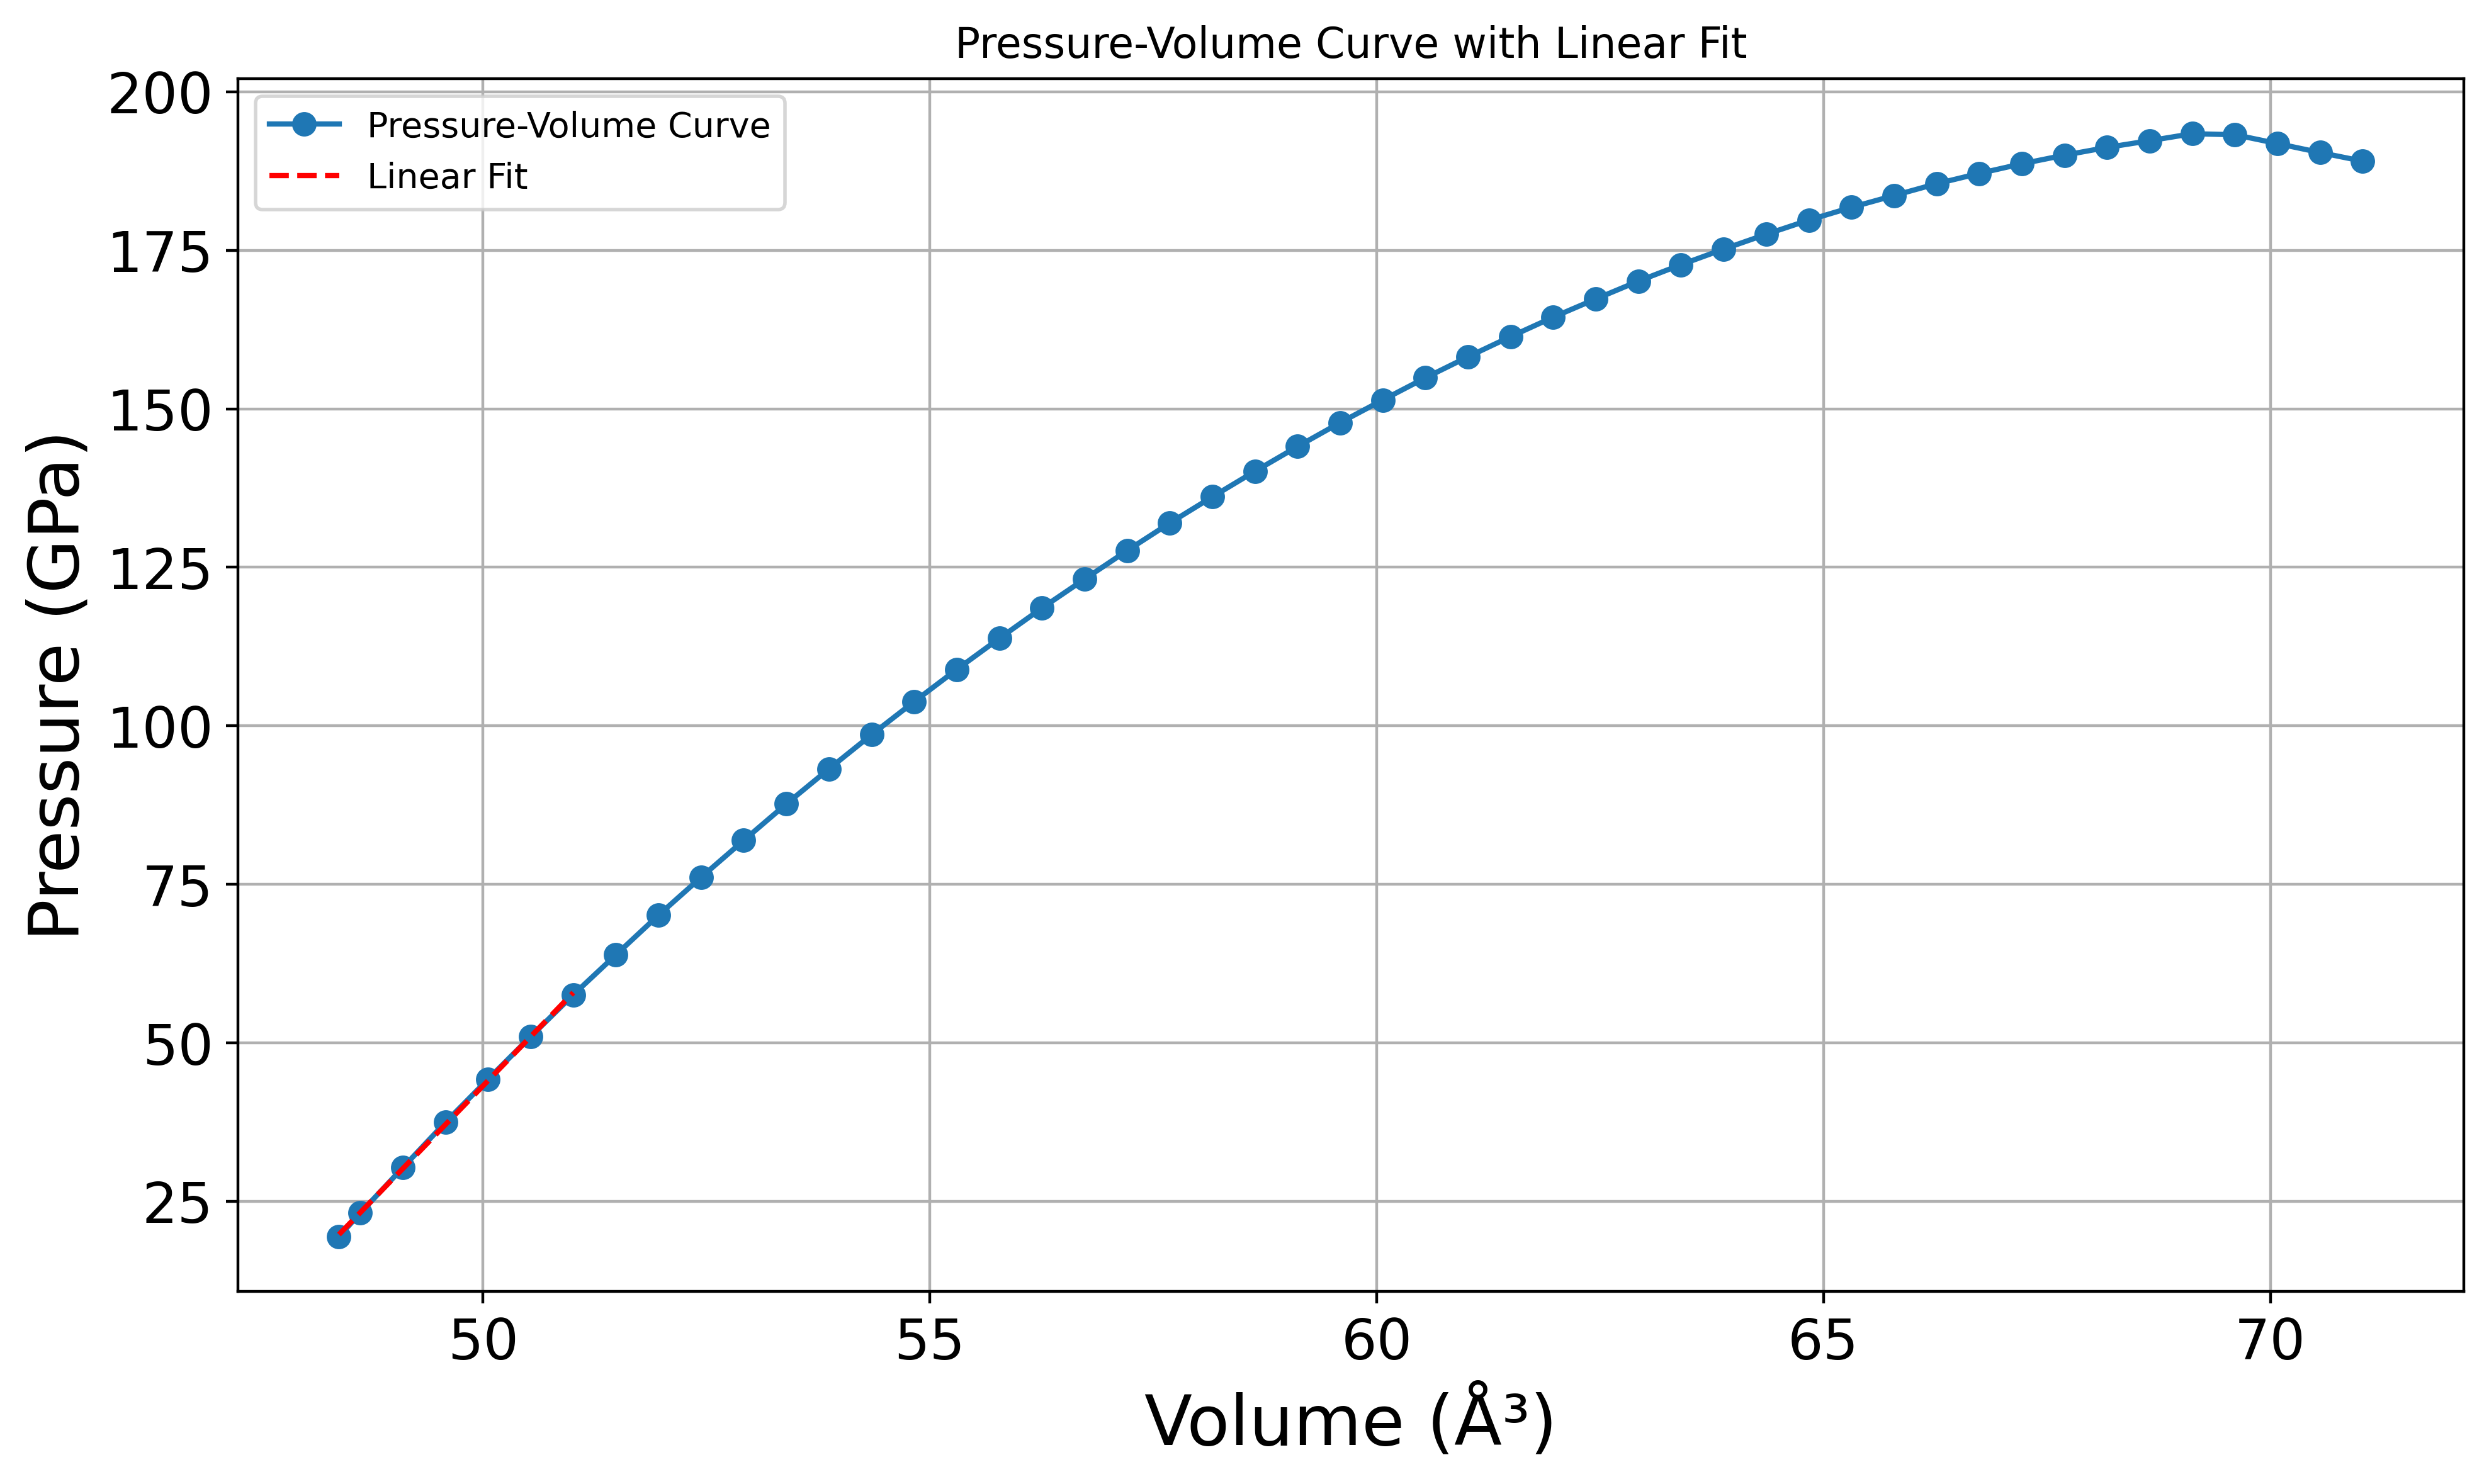 Pressure-Volume Curve with Linear Fit
Pressure-Volume Curve
Linear Fit
Pressure (GPa)
200
175
150
125
100
75
50
25
50 55 60 65 70
Volume (Å³)